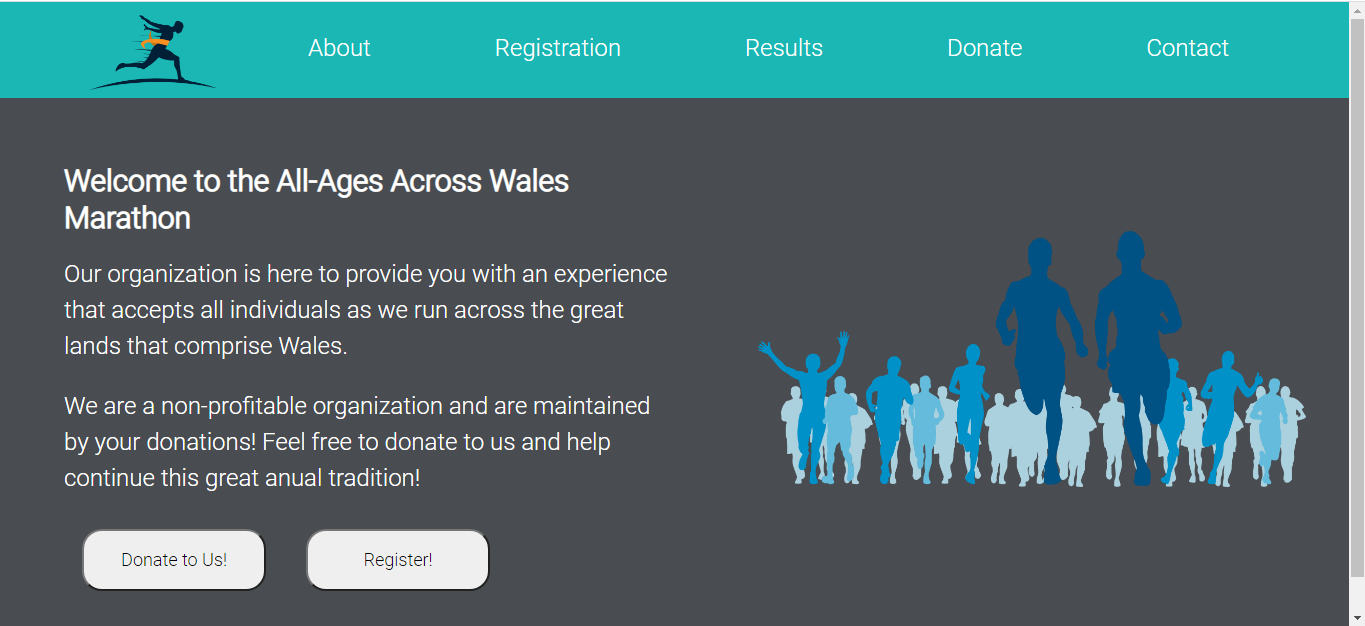 About
Registration
Results
Donate
Contact
Welcome to the All-Ages Across Wales
Marathon
Our organization is here to provide you with an experience
that accepts all individuals as we run across the great
lands that comprise Wales.
We are a non-profitable organization and are maintained
by your donations! Feel free to donate to us and help
continue this great anual tradition!
Donate to Us!
Register!